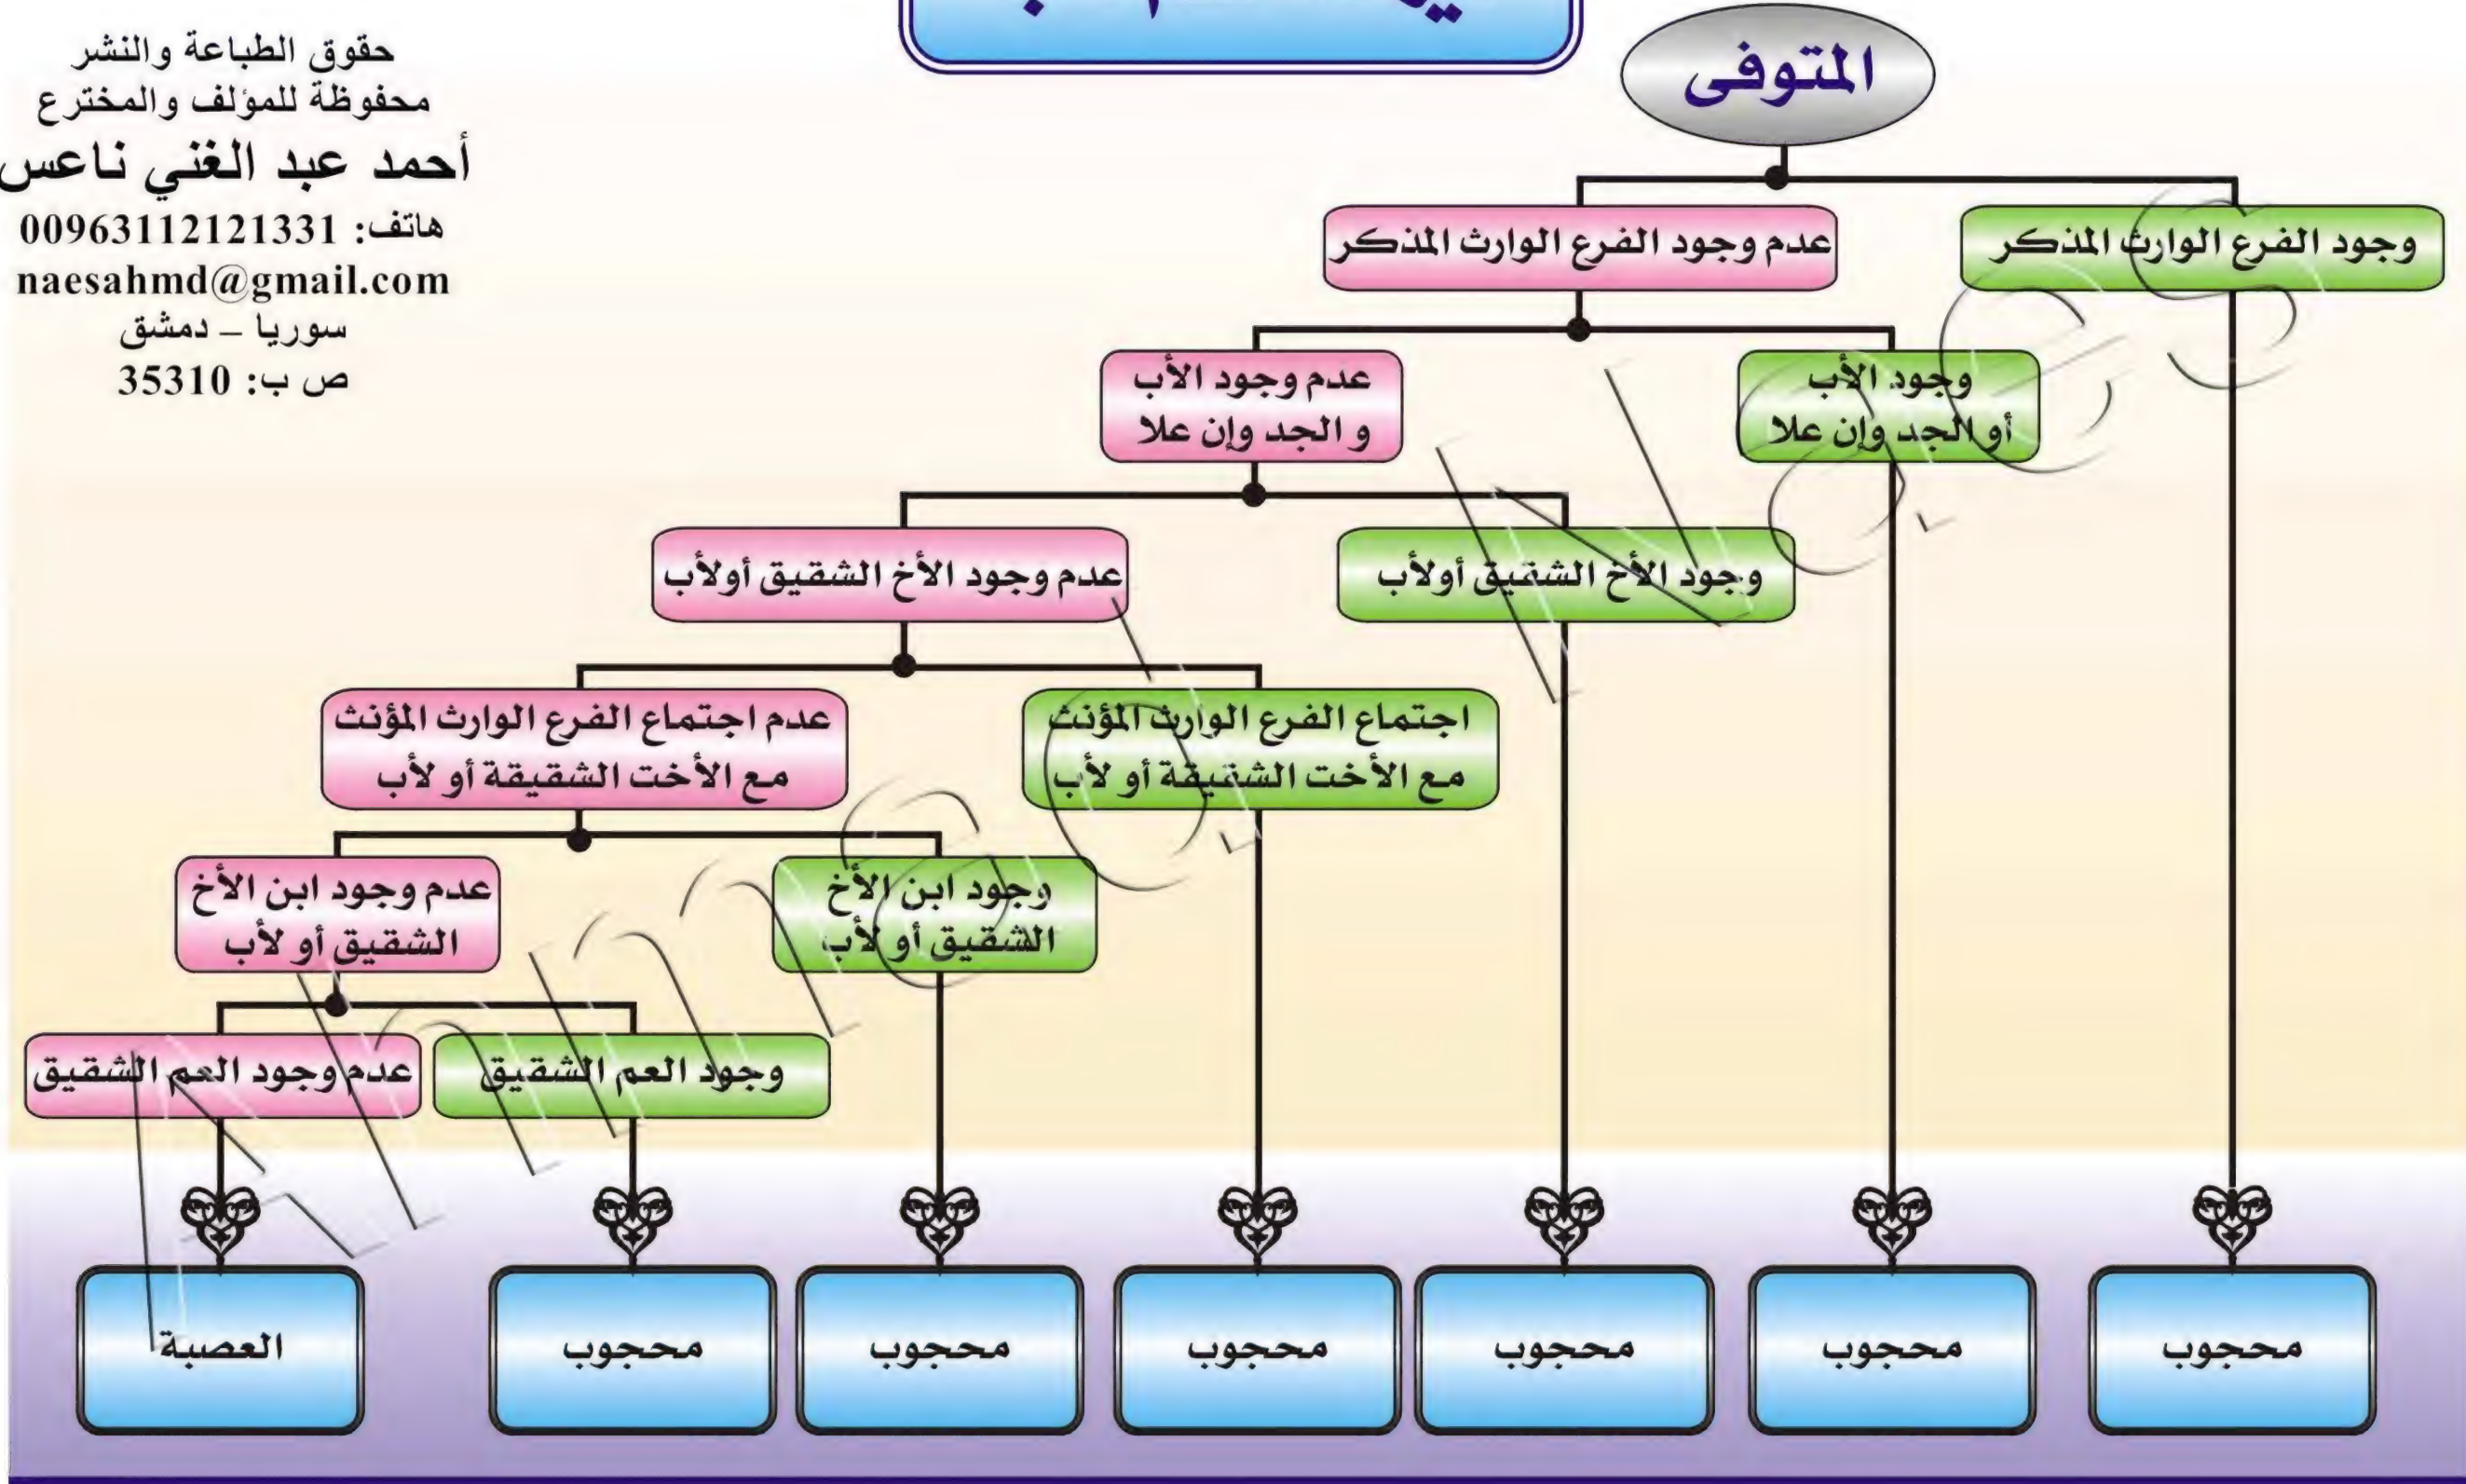 حقوق الطباعة والنشر
محفوظة للمؤلف والمخترع
أحمد عبد الغني ناعس
هاتف: 00963112121331
naesahmd@gmail.com
سوريا – دمشق
ص ب: 35310
المتوفى
وجود الفرع الوارث المذكر
عدم وجود الفرع الوارث المذكر
وجود الأب
أو الجد وإن علا
عدم وجود الأب
و الجد وإن علا
وجود الأخ الشقيق أولأب
عدم وجود الأخ الشقيق أولأب
اجتماع الفرع الوارث المؤنث
مع الأخت الشقيقة أو لأب
عدم اجتماع الفرع الوارث المؤنث
مع الأخت الشقيقة أو لأب
وجود ابن الأخ
الشقيق أو لأب
عدم وجود ابن الأخ
الشقيق أو لأب
وجود العم الشقيق
عدم وجود العم الشقيق
محجوب
محجوب
محجوب
محجوب
محجوب
محجوب
العصبة